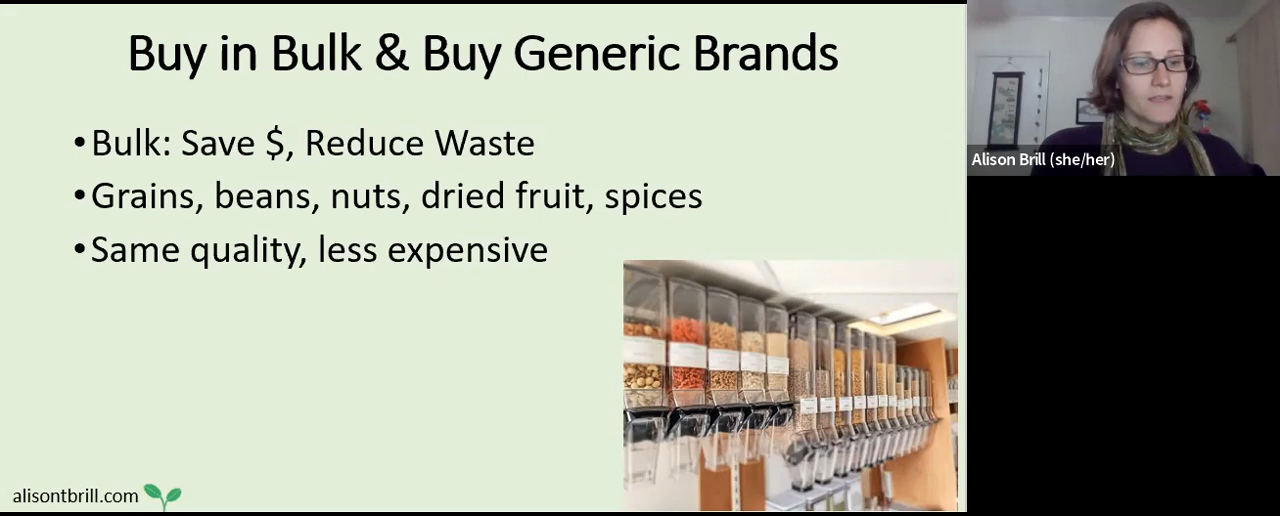 Buy in Bulk & Buy Generic Brands
•Bulk: Save $, Reduce Waste
•Grains, beans, nuts, dried fruit, spices
•Same quality, less expensive
alisontbrill.com
Alison Brill (she/her)